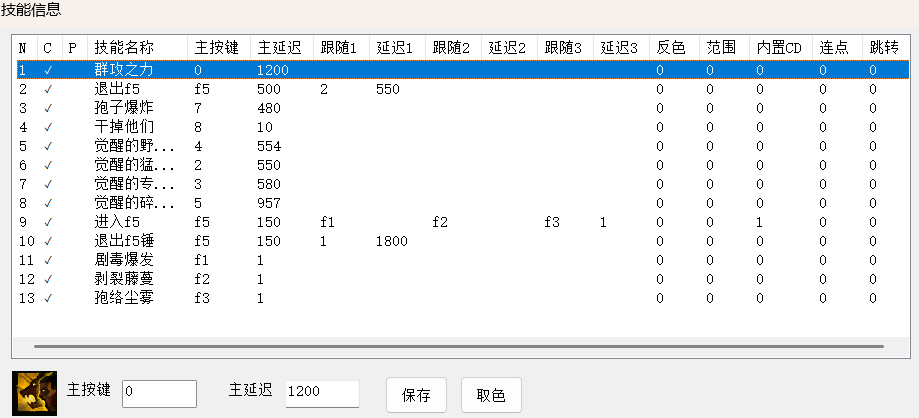 技能信息
N C P 技能名称 主按键 主延迟 跟随1 延迟1 跟随2 延迟2 跟随3 延迟3 反色 范围 内置CD 连点 跳转
1 ✓ 群攻之力 0 1200 0 0 0 0 0
2 ✓ 退出f5 f5 500 2 550 0 0 0 0 0
3 ✓ 孢子爆炸 7 480 0 0 0 0 0
4 ✓ 干掉他们 8 10 0 0 0 0 0
5 ✓ 觉醒的野... 4 554 0 0 0 0 0
6 ✓ 觉醒的猛... 2 550 0 0 0 0 0
7 ✓ 觉醒的专... 3 580 0 0 0 0 0
8 ✓ 觉醒的碎... 5 957 0 0 0 0 0
9 ✓ 进入f5 f5 150 f1 f2 f3 1 0 0 1 0 0
10 ✓ 退出f5锤 f5 150 1 1800 0 0 0 0 0
11 ✓ 剧毒爆发 f1 1 0 0 0 0 0
12 ✓ 剥裂藤蔓 f2 1 0 0 0 0 0
13 ✓ 孢络尘雾 f3 1 0 0 0 0 0
主按键 0 主延迟 1200 保存 取色